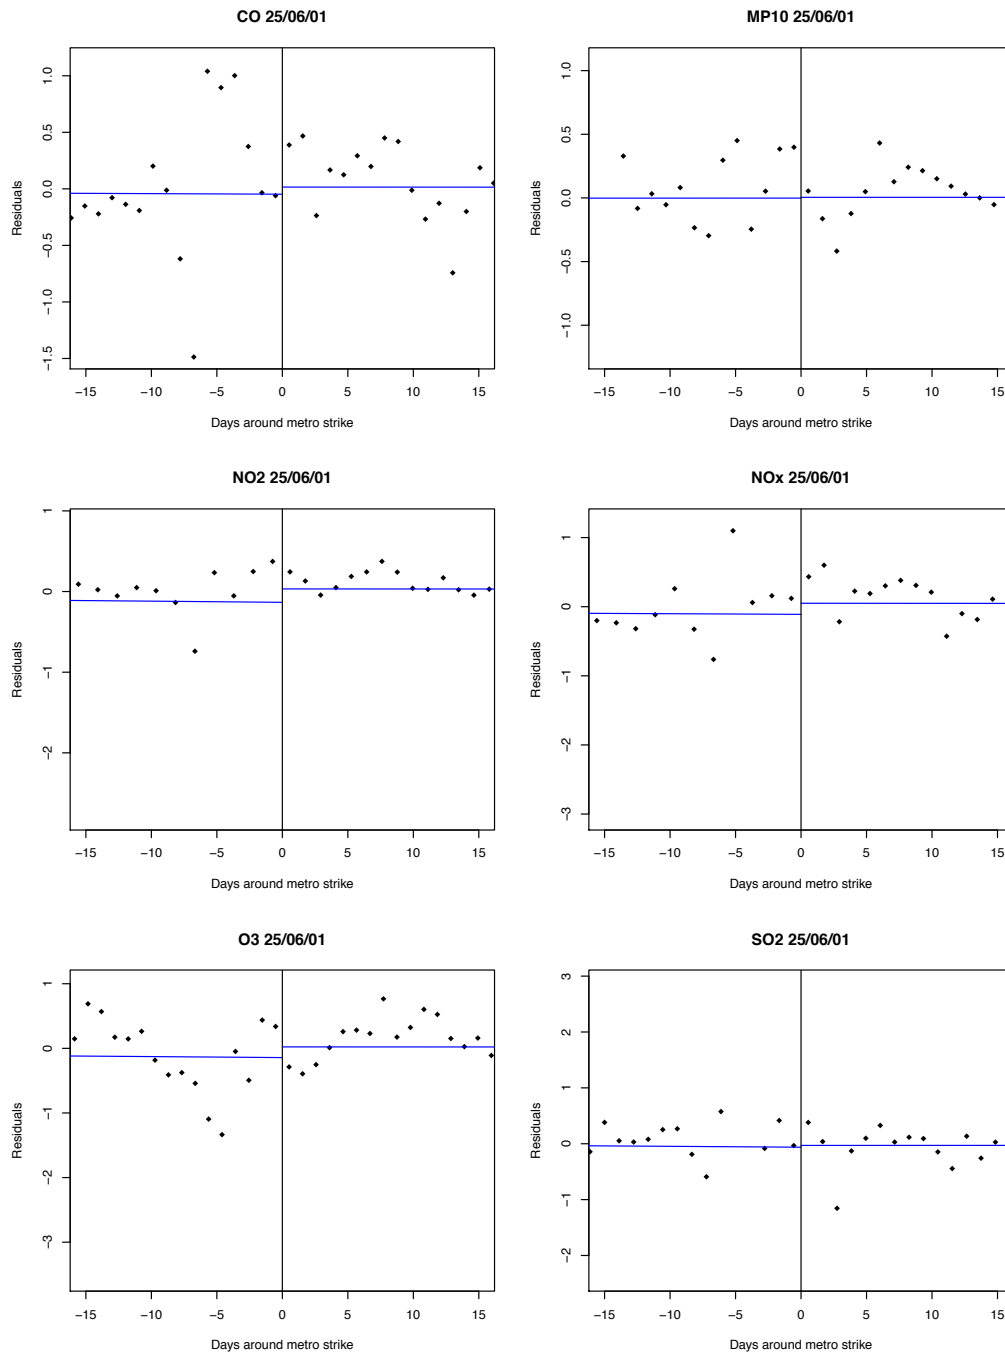 CO 25/06/01
Residuals
1.0
0.5
0.0
−0.5
−1.0
−1.5
−15 −10 −5 0 5 10 15
Days around metro strike
MP10 25/06/01
Residuals
1.0
0.5
0.0
−0.5
−1.0
−15 −10 −5 0 5 10 15
Days around metro strike
NO2 25/06/01
Residuals
1
0
−1
−2
−15 −10 −5 0 5 10 15
Days around metro strike
NOx 25/06/01
Residuals
1
0
−1
−2
−3
−15 −10 −5 0 5 10 15
Days around metro strike
O3 25/06/01
Residuals
1
0
−1
−2
−3
−15 −10 −5 0 5 10 15
Days around metro strike
SO2 25/06/01
Residuals
3
2
1
0
−1
−2
−15 −10 −5 0 5 10 15
Days around metro strike